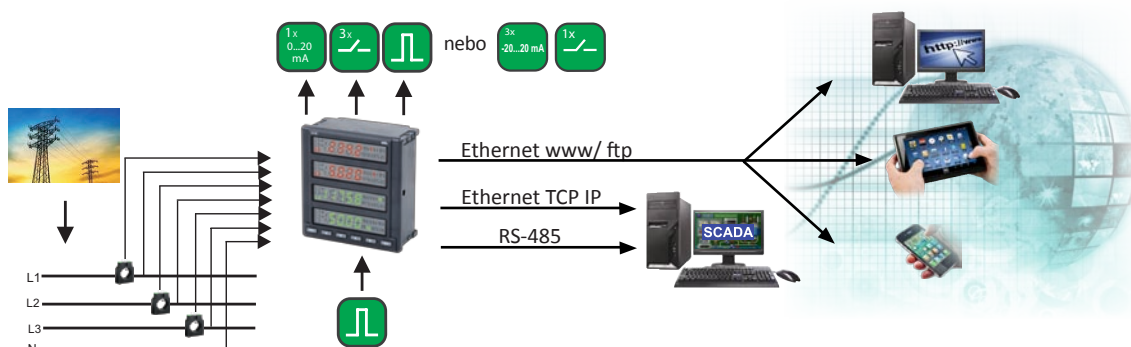 1x
0...20
mA
3x
nebo
3x
-20...20 mA
1x
http://www
Ethernet www/ ftp
Ethernet TCP IP
RS-485
SCADA
L1
L2
L3
N